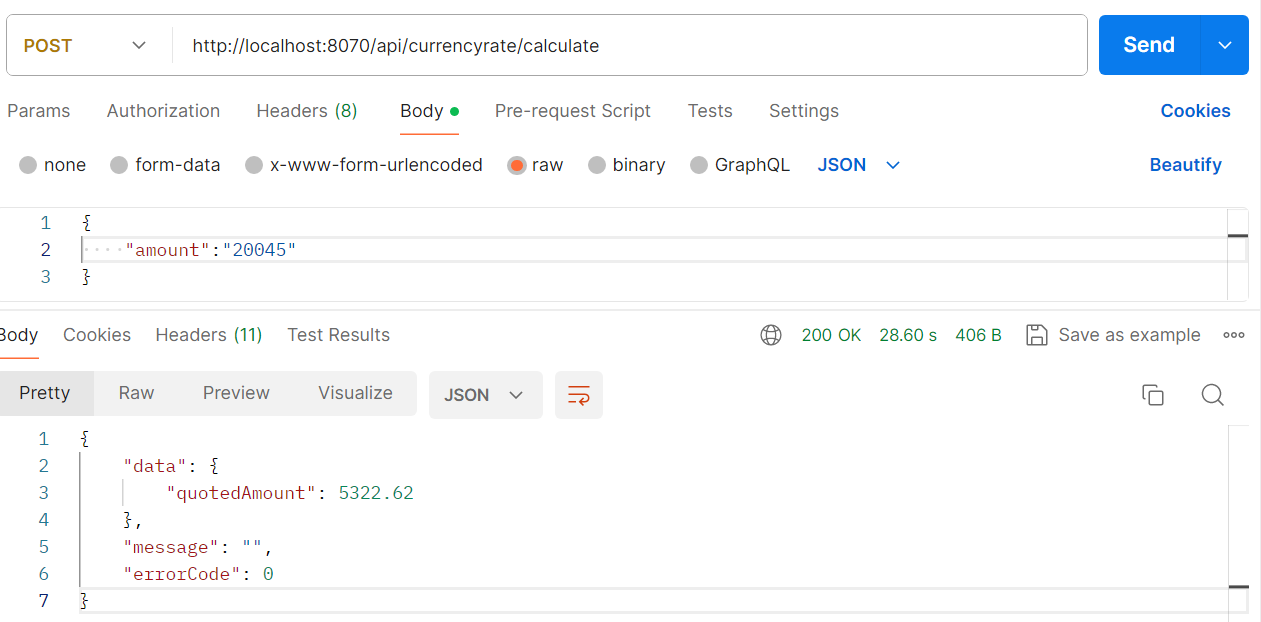 POST http://localhost:8070/api/currencyrate/calculate Send
Params Authorization Headers (8) Body Pre-request Script Tests Settings Cookies
none form-data x-www-form-urlencoded raw binary GraphQL JSON Beautify
1 {
2 ····"amount":"20045"
3 }
Body Cookies Headers (11) Test Results 200 OK 28.60 s 406 B Save as example
Pretty Raw Preview Visualize JSON
1 {
2 "data": {
3 "quotedAmount": 5322.62
4 },
5 "message": "",
6 "errorCode": 0
7 }